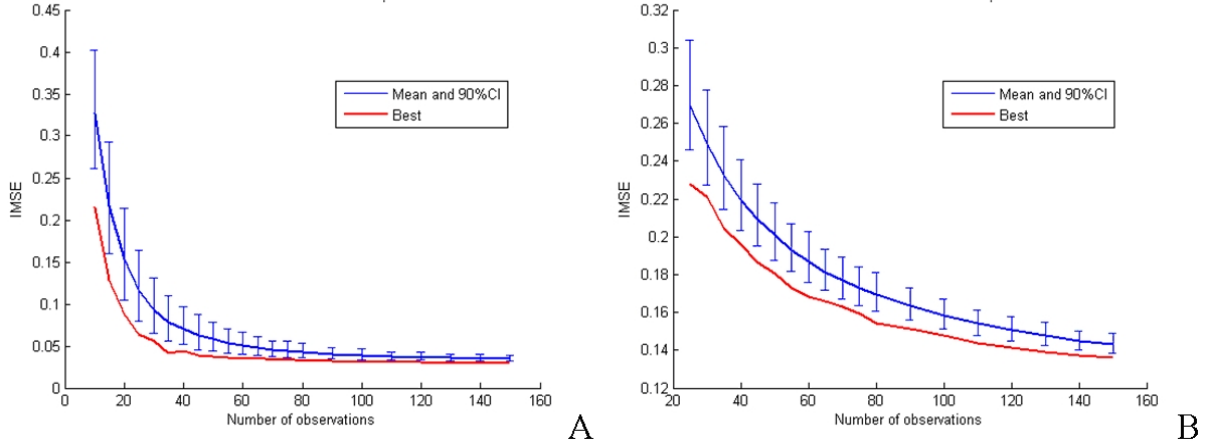 0.45
0.4
0.35
0.3
0.25
0.2
0.15
0.1
0.05
0
IMSE
0 20 40 60 80 100 120 140 160
Number of observations
Mean and 90%CI
Best
A
0.32
0.3
0.28
0.26
0.24
0.22
0.2
0.18
0.16
0.14
0.12
IMSE
20 40 60 80 100 120 140 160
Number of observations
Mean and 90%CI
Best
B